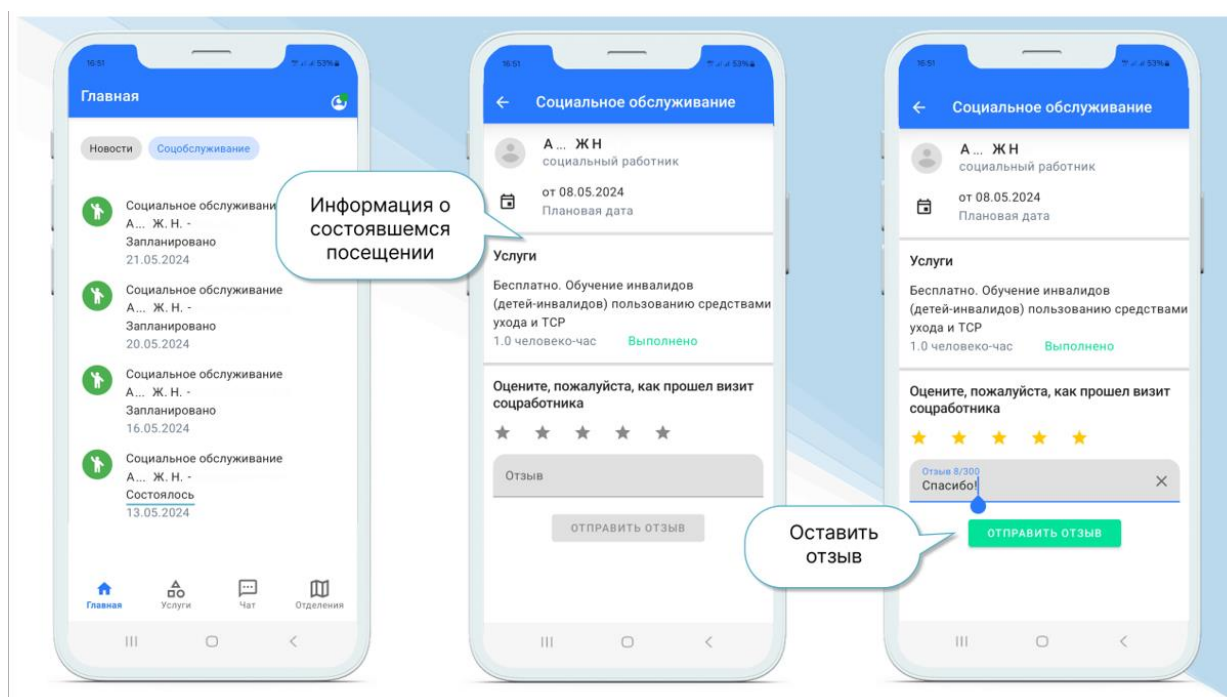 16:51
53%
Главная
Новости
Соцобслуживание
Социальное обслуживани
А... Ж. Н. -
Запланировано
21.05.2024
Социальное обслуживание
А... Ж. Н. -
Запланировано
20.05.2024
Социальное обслуживание
А... Ж. Н. -
Запланировано
16.05.2024
Социальное обслуживание
А... Ж. Н. -
Состоялось
13.05.2024
Главная
Услуги
Чат
Отделения
Информация о
состоявшемся
посещении
16:51
53%
Социальное обслуживание
А... Ж Н
социальный работник
от 08.05.2024
Плановая дата
Услуги
Бесплатно. Обучение инвалидов
(детей-инвалидов) пользованию средствами
ухода и ТСР
1.0 человеко-час Выполнено
Оцените, пожалуйста, как прошел визит
соцработника
Отзыв
ОТПРАВИТЬ ОТЗЫВ
Оставить
отзыв
16:51
53%
Социальное обслуживание
А... Ж Н
социальный работник
от 08.05.2024
Плановая дата
Услуги
Бесплатно. Обучение инвалидов
(детей-инвалидов) пользованию средствами
ухода и ТСР
1.0 человеко-час Выполнено
Оцените, пожалуйста, как прошел визит
соцработника
Отзыв 8/300
Спасибо!
ОТПРАВИТЬ ОТЗЫВ